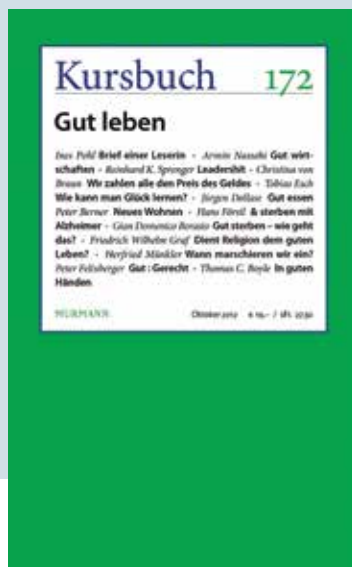 Kursbuch 172
Gut leben
Ines Pohl Brief einer Leserin - Armin Nassehi Gut wirt-
schaften - Reinhard K. Sprenger Leadershit - Christina von
Braun Wir zahlen alle den Preis des Geldes - Tobias Esch
Wie kann man Glück lernen? - Jürgen Dollase Gut essen
Peter Berner Neues Wohnen - Hans Förstl & sterben mit
Alzheimer - Gian Domenico Borasio Gut sterben – wie geht
das? - Friedrich Wilhelm Graf Dient Religion dem guten
Leben? - Herfried Münkler Wann marschieren wir ein?
Peter Felixberger Gut : Gerecht - Thomas C. Boyle In guten
Händen
MURMANN Oktober 2012 € 19,– / sFr.